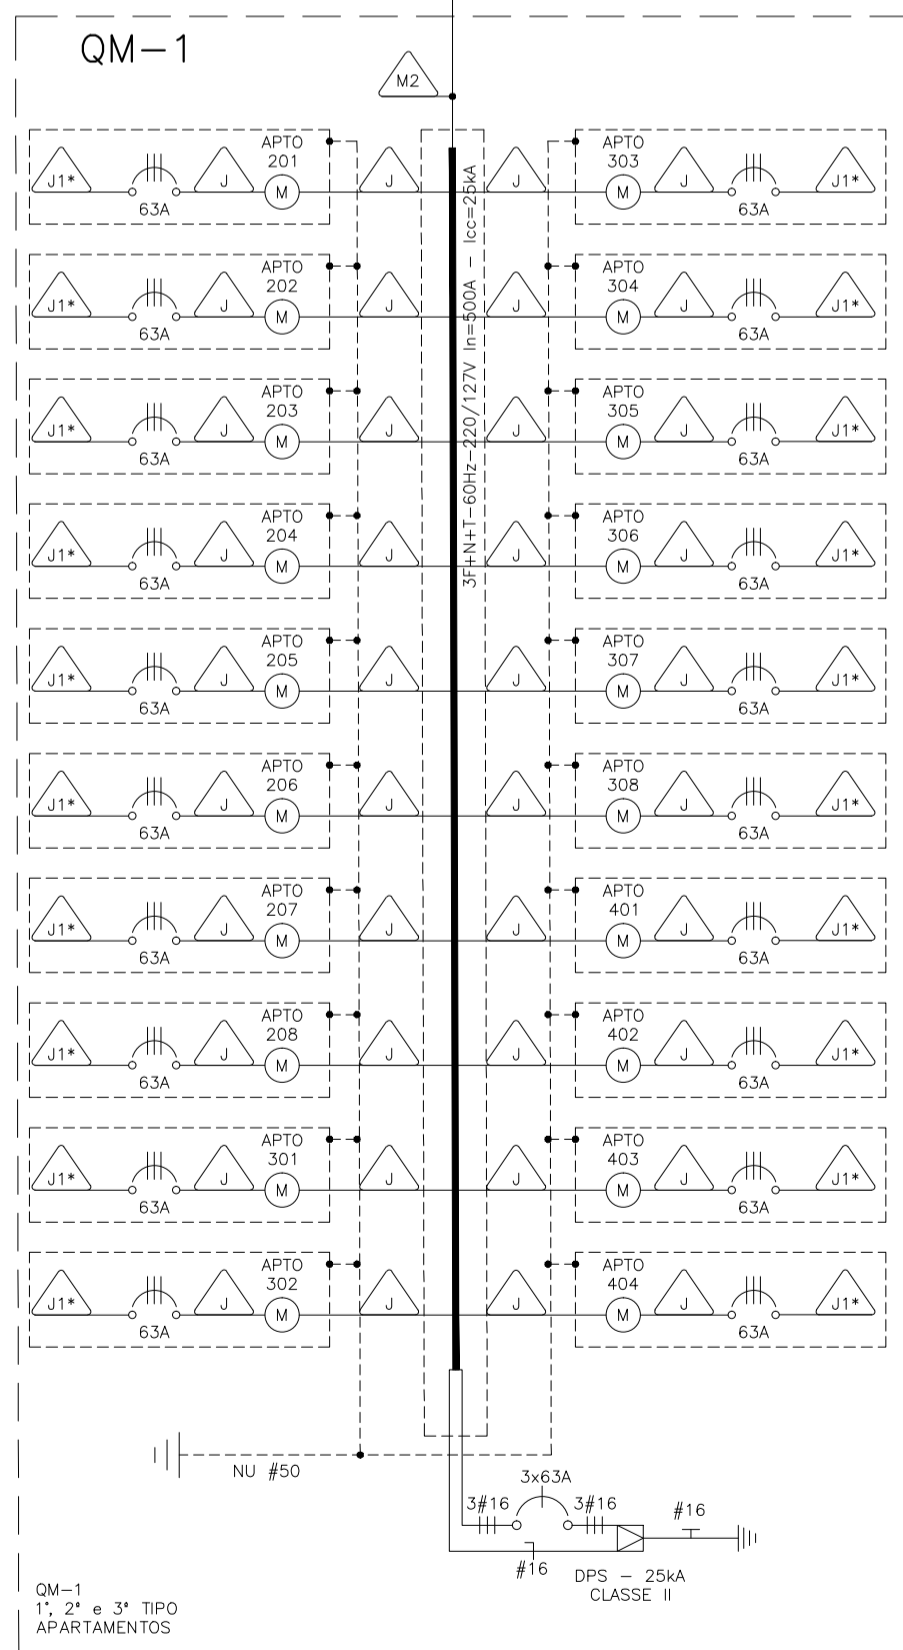 QM-1
M2
APTO
201
J1*
J
M
J
63A
J
APTO
303
M
J
J1*
63A
APTO
202
J1*
J
M
J
63A
J
APTO
304
M
J
J1*
63A
3F+N+T-60Hz-220/127V In=500A - Icc=25kA
APTO
203
J1*
J
M
J
63A
J
APTO
305
M
J
J1*
63A
APTO
204
J1*
J
M
J
63A
J
APTO
306
M
J
J1*
63A
APTO
205
J1*
J
M
J
63A
J
APTO
307
M
J
J1*
63A
APTO
206
J1*
J
M
J
63A
J
APTO
308
M
J
J1*
63A
APTO
207
J1*
J
M
J
63A
J
APTO
401
M
J
J1*
63A
APTO
208
J1*
J
M
J
63A
J
APTO
402
M
J
J1*
63A
APTO
301
J1*
J
M
J
63A
J
APTO
403
M
J
J1*
63A
APTO
302
J1*
J
M
J
63A
J
APTO
404
M
J
J1*
63A
NU #50
3x63A
3#16
3#16
#16
#16
DPS - 25kA
CLASSE II
QM-1
1°, 2° e 3° TIPO
APARTAMENTOS